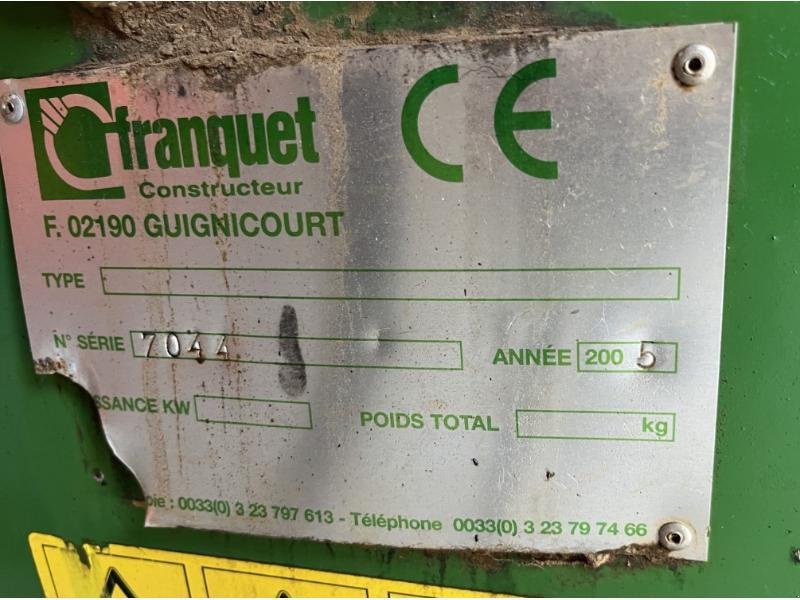 franquet
Constructeur
F. 02190 GUIGNICOURT
CE
TYPE
N° SÉRIE 7044 ANNÉE 2005
SSANCE KW POIDS TOTAL kg
pie : 0033(0) 3 23 797 613 - Téléphone 0033(0) 3 23 79 74 66